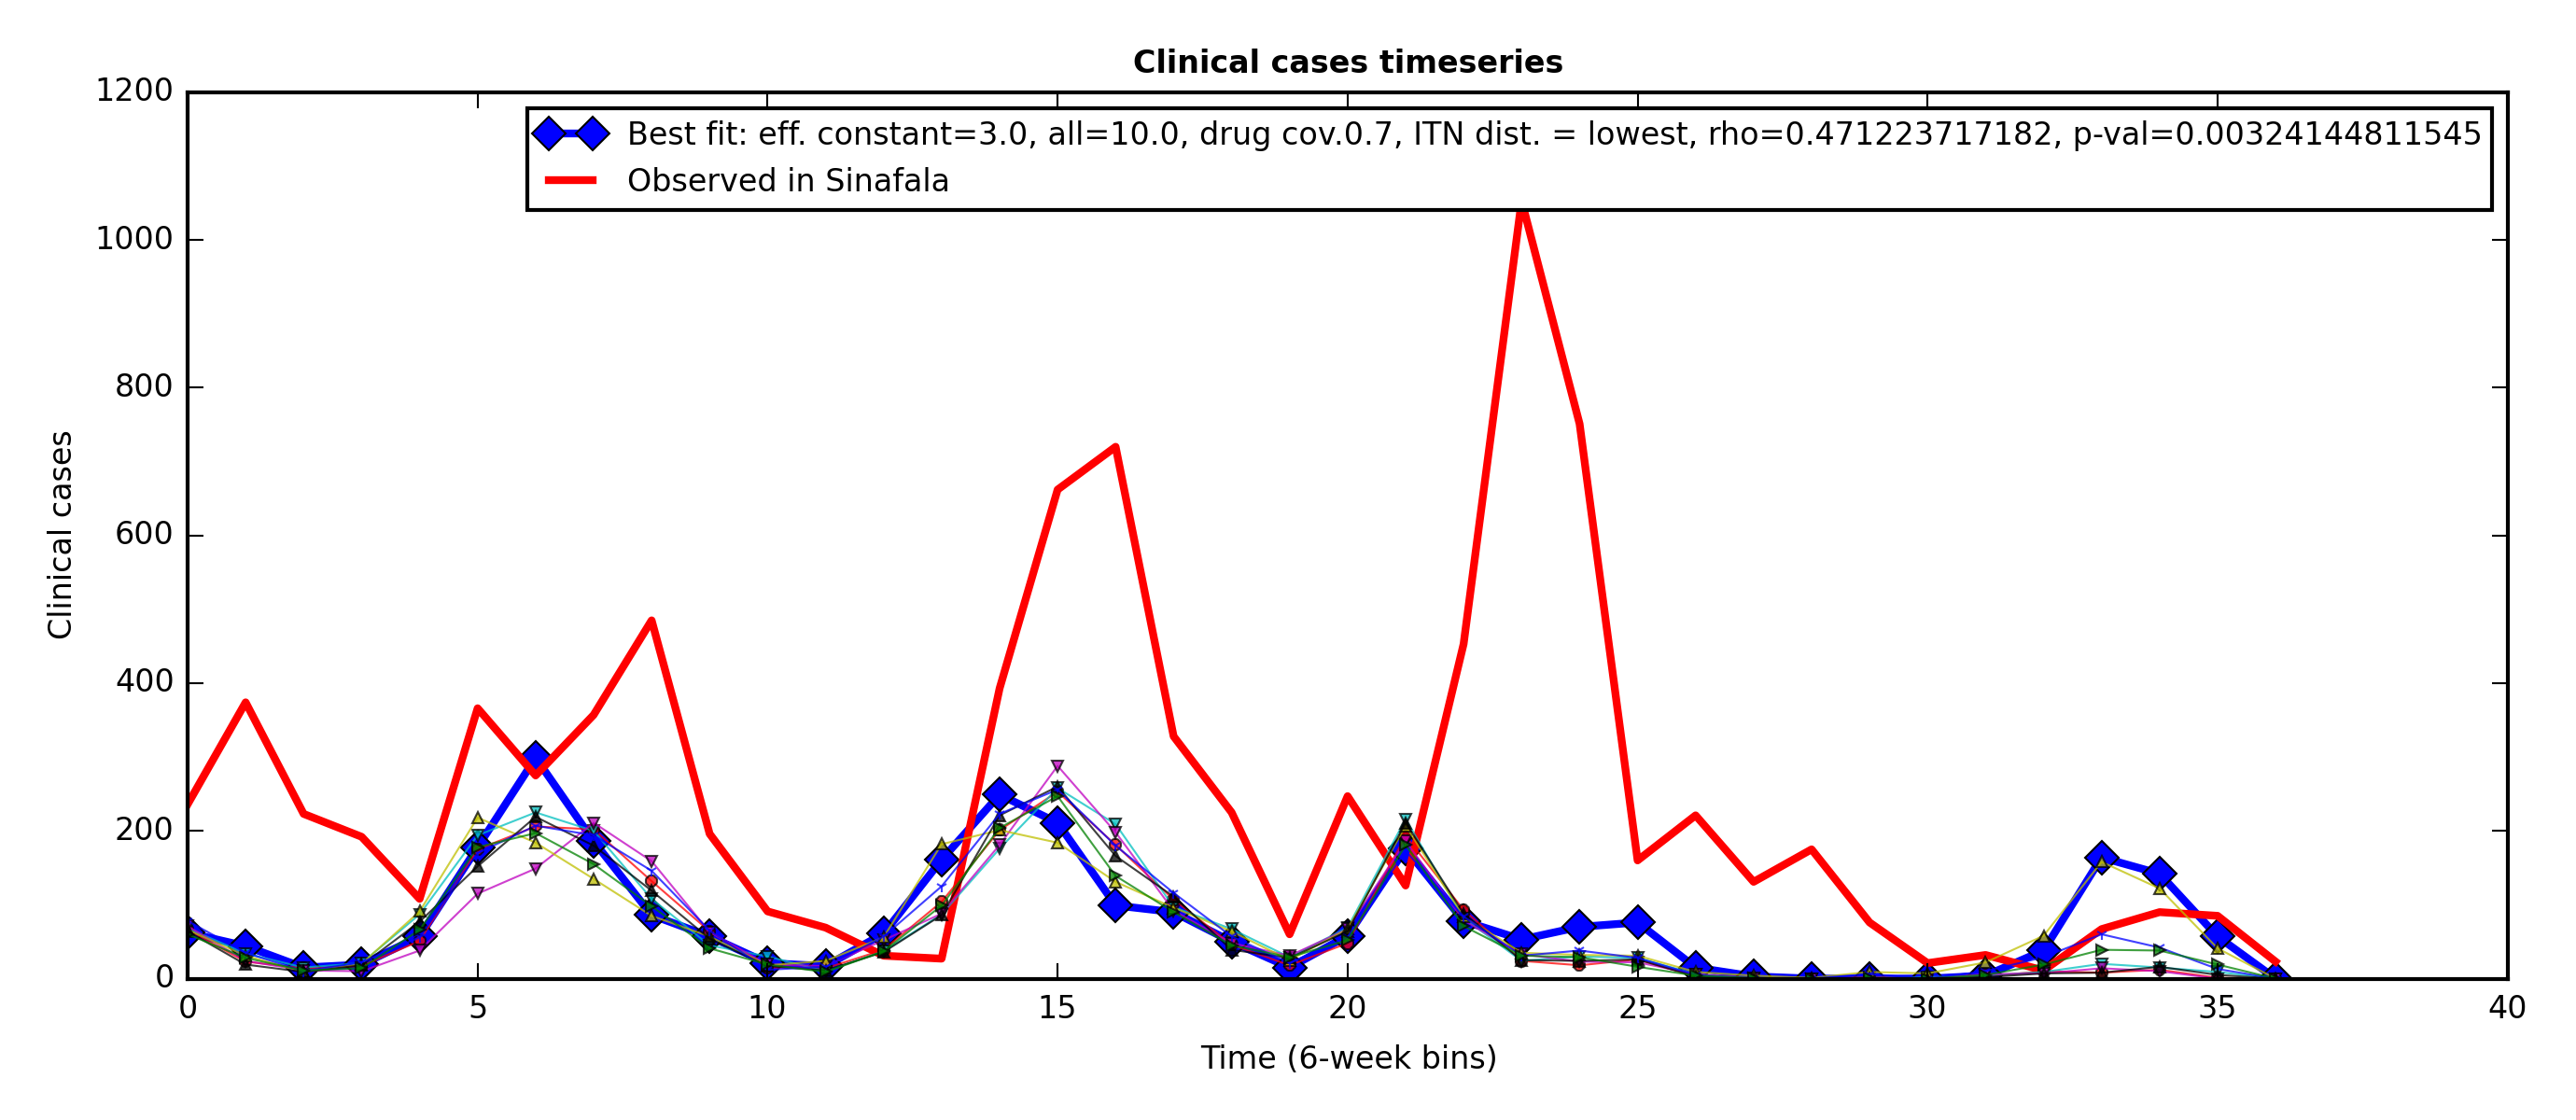 Clinical cases timeseries
Best fit: eff. constant=3.0, all=10.0, drug cov.0.7, ITN dist. = lowest, rho=0.471223717182, p-val=0.00324144811545
Observed in Sinafala
1200
1000
800
600
400
200
0
Clinical cases
0 5 10 15 20 25 30 35 40
Time (6-week bins)